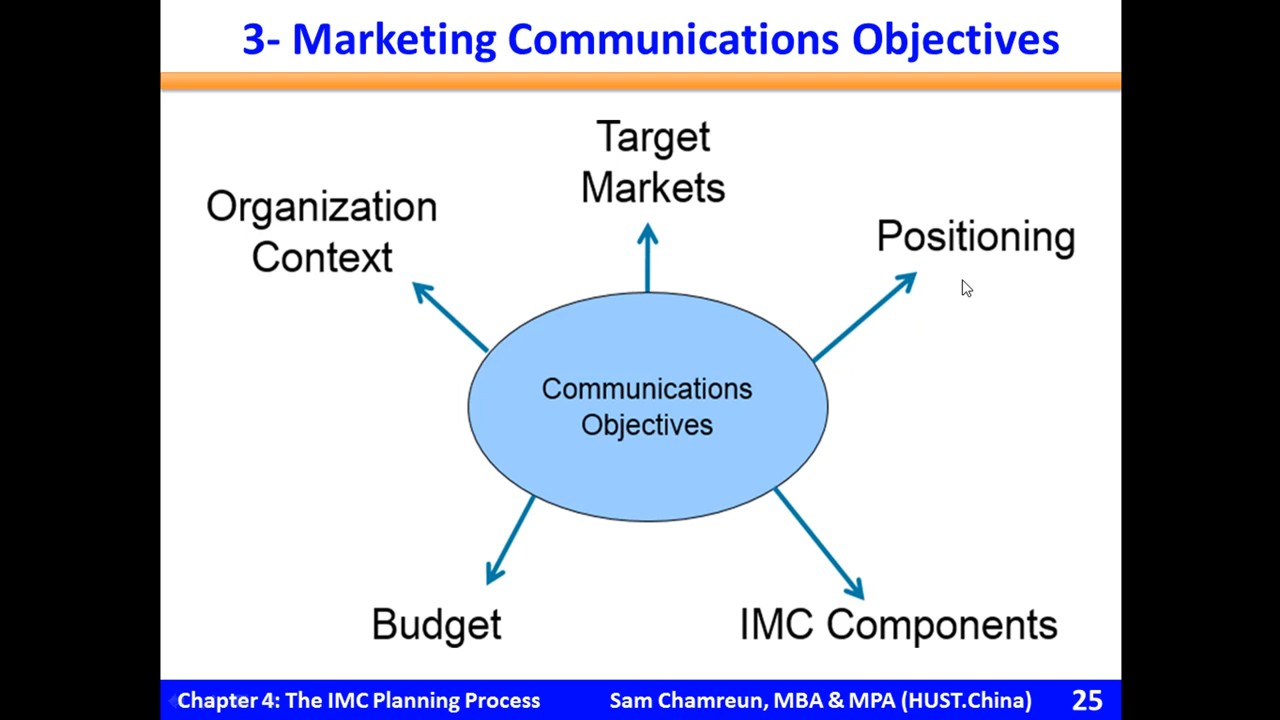 3- Marketing Communications Objectives
Target
Markets
Organization
Context
Positioning
Communications
Objectives
Budget
IMC Components
Chapter 4: The IMC Planning Process
Sam Chamreun, MBA & MPA (HUST.China)
25